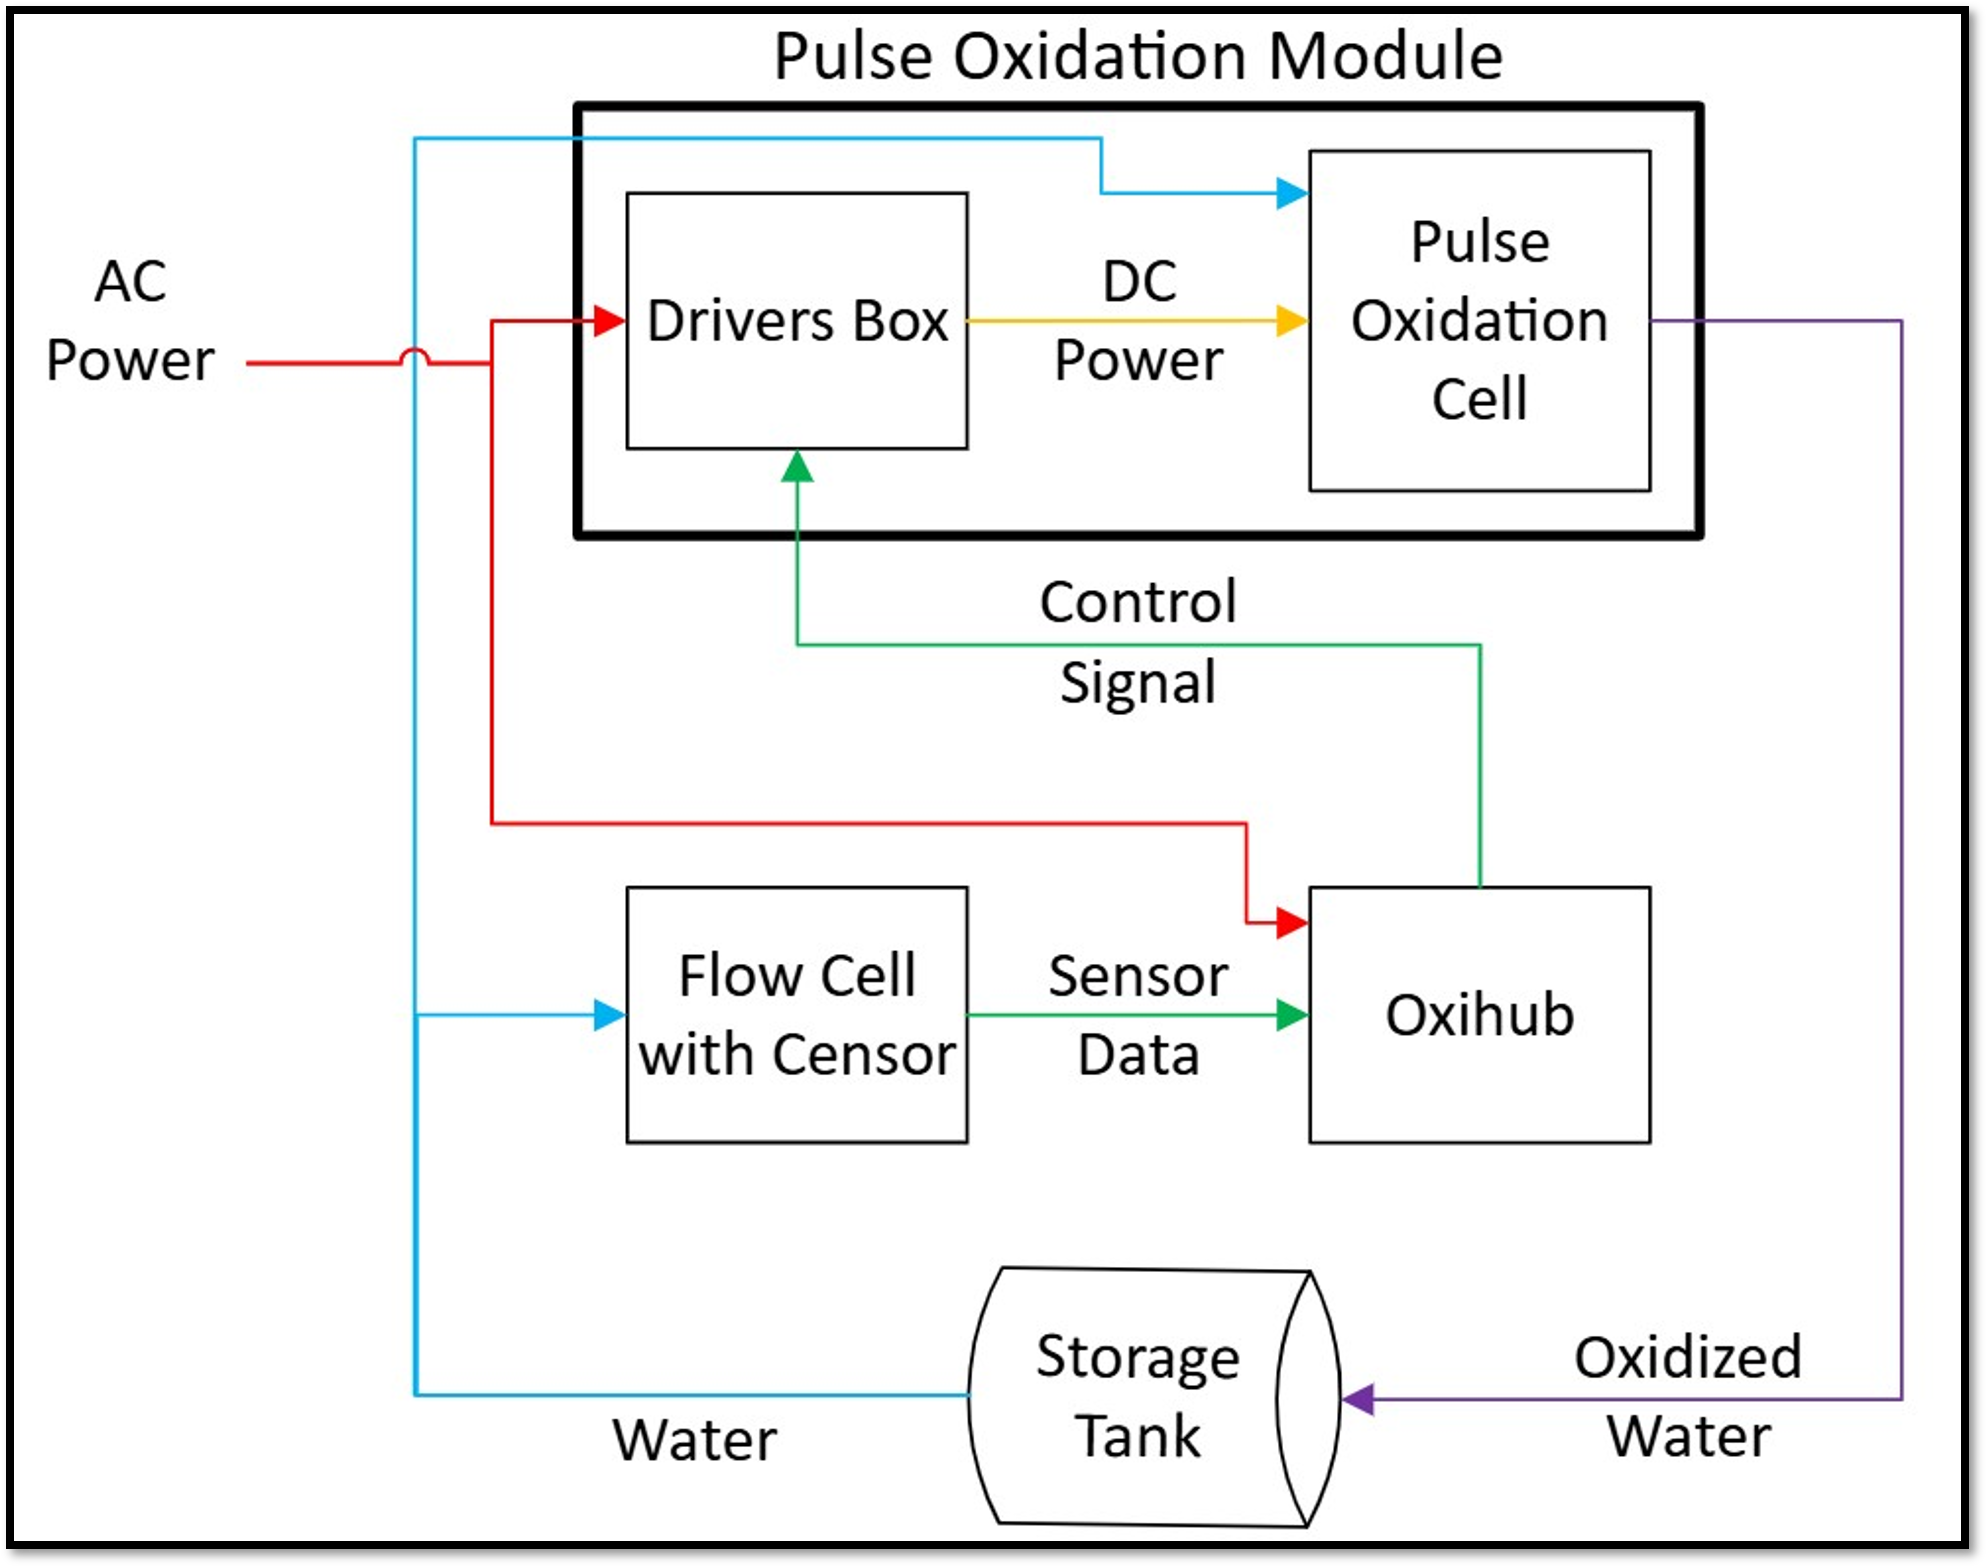 Pulse Oxidation Module
AC
Power
Drivers Box
DC
Power
Pulse
Oxidation
Cell
Control
Signal
Flow Cell
with Censor
Sensor
Data
Oxihub
Storage
Tank
Water
Oxidized
Water